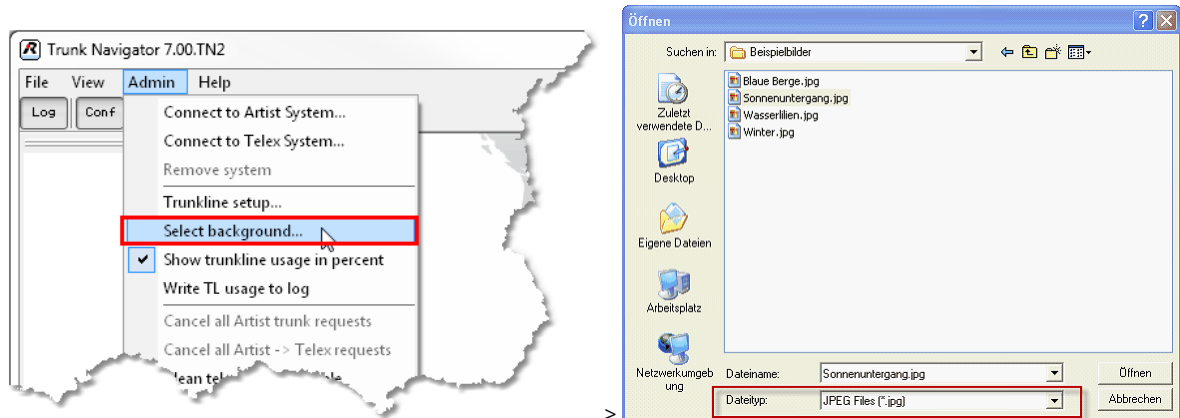 Trunk Navigator 7.00.TN2
File View Admin Help
Log Conf
Connect to Artist System...
Connect to Telex System...
Remove system
Trunkline setup...
Select background...
Show trunkline usage in percent
Write TL usage to log
Cancel all Artist trunk requests
Cancel all Artist -> Telex requests
>
Öffnen
Suchen in: Beispielbilder
Blaue Berge.jpg
Sonnenuntergang.jpg
Wasserlilien.jpg
Winter.jpg
Zuletzt
verwendete D...
Desktop
Eigene Dateien
Arbeitsplatz
Netzwerkumgeb
ung
Dateiname: Sonnenuntergang.jpg Öffnen
Dateityp: JPEG Files (*.jpg) Abbrechen